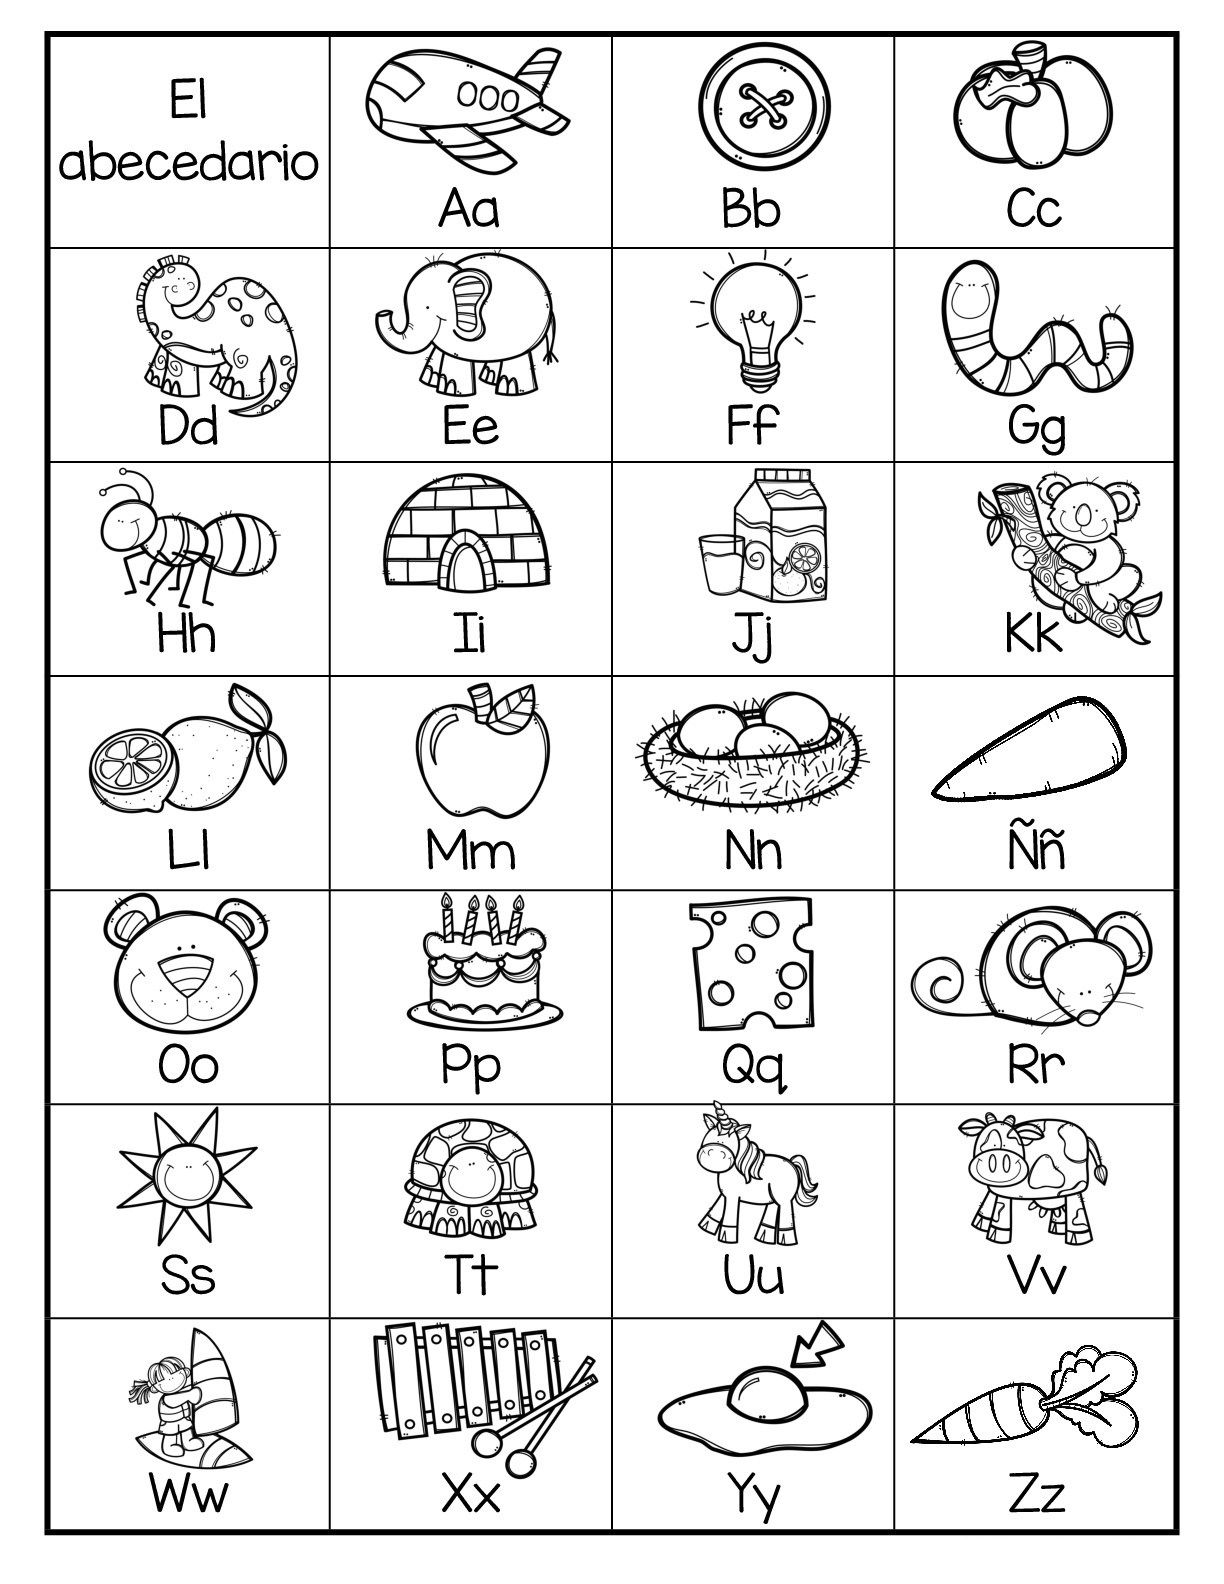 El
abecedario
Aa
Bb
Cc
Dd
Ee
Ff
Gg
Hh
Ii
Jj
Kk
Ll
Mm
Nn
Ññ
Oo
Pp
Qq
Rr
Ss
Tt
Uu
Vv
Ww
Xx
Yy
Zz